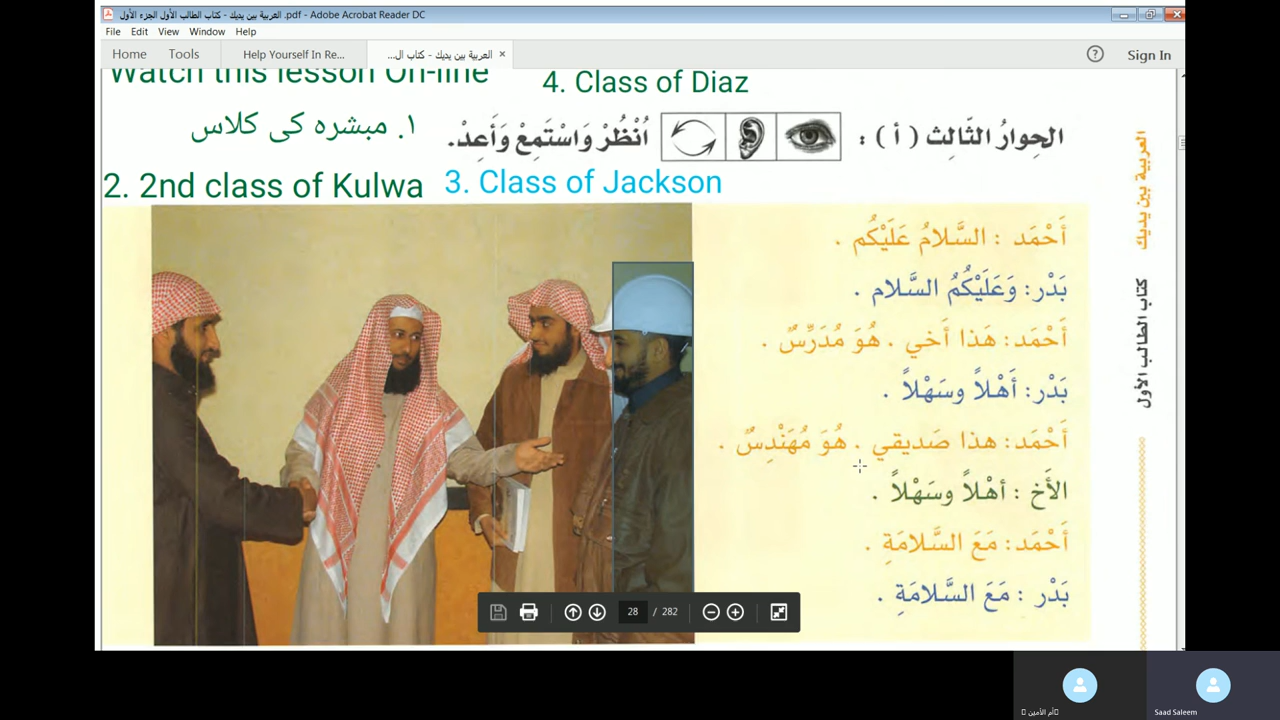 العربية بين يديك - كتاب الطالب الأول الجزء الأول.pdf - Adobe Acrobat Reader DC
File Edit View Window Help
Home Tools Help Yourself In Re... العربية بين يديك - كتاب ال... × ? Sign In
Watch this lesson On-line
4. Class of Diaz
١. مبشرہ کی کلاس
الحِوارُ الثّالِث ( أ ) : اُنْظُرْ وَاسْتَمِعْ وَأَعِدْ.
2. 2nd class of Kulwa
3. Class of Jackson
أَحْمَد : السَّلامُ عَلَيْكُم .
بَدْر: وَعَلَيْكُمُ السَّلام .
أَحْمَد: هَذا أَخي . هُوَ مُدَرِّسٌ .
بَدْر: أَهْلاً وسَهْلاً .
أَحْمَد: هذا صَديقي . هُوَ مُهَنْدِسٌ .
الأَخ : أهْلاً وسَهْلاً .
أَحْمَد: مَعَ السَّلامَةِ .
بَدْر : مَعَ السَّلامَةِ .
العربية بين يديك
كتاب الطالب الأول
28 / 282
أم الأمين
Saad Saleem